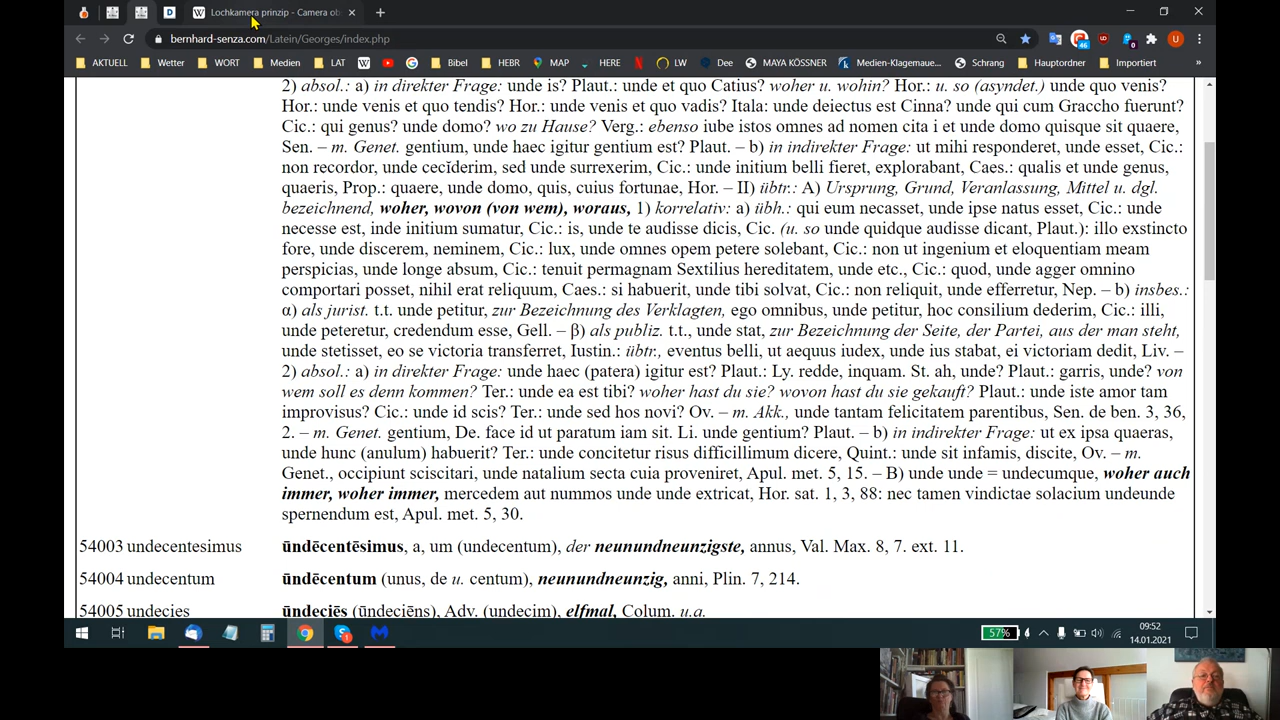 Lochkamera prinzip - Camera ob
bernhard-senza.com/Latein/Georges/index.php
AKTUELL Wetter WORT Medien LAT Bibel HEBR MAP HERE LW Dee MAYA KÖSSNER Medien-Klagemaue... Schrang Hauptordner Importiert »
2) absol.: a) in direkter Frage: unde is? Plaut.: unde et quo Catius? woher u. wohin? Hor.: u. so (asyndet.) unde quo venis?
Hor.: unde venis et quo tendis? Hor.: unde venis et quo vadis? Itala: unde deiectus est Cinna? unde qui cum Graccho fuerunt?
Cic.: qui genus? unde domo? wo zu Hause? Verg.: ebenso iube istos omnes ad nomen cita i et unde domo quisque sit quaere,
Sen. – m. Genet. gentium, unde haec igitur gentium est? Plaut. – b) in indirekter Frage: ut mihi responderet, unde esset, Cic.:
non recordor, unde cecīderim, sed unde surrexerim, Cic.: unde initium belli fieret, explorabant, Caes.: qualis et unde genus,
quaeris, Prop.: quaere, unde domo, quis, cuius fortunae, Hor. – II) übtr.: A) Ursprung, Grund, Veranlassung, Mittel u. dgl.
bezeichnend, woher, wovon (von wem), woraus, 1) korrelativ: a) übh.: qui eum necasset, unde ipse natus esset, Cic.: unde
necesse est, inde initium sumatur, Cic.: is, unde te audisse dicis, Cic. (u. so unde quidque audisse dicant, Plaut.): illo exstincto
fore, unde discerem, neminem, Cic.: lux, unde omnes opem petere solebant, Cic.: non ut ingenium et eloquentiam meam
perspicias, unde longe absum, Cic.: tenuit permagnam Sextilius hereditatem, unde etc., Cic.: quod, unde agger omnino
comportari posset, nihil erat reliquum, Caes.: si habuerit, unde tibi solvat, Cic.: non reliquit, unde efferretur, Nep. – b) insbes.:
α) als jurist. t.t. unde petitur, zur Bezeichnung des Verklagten, ego omnibus, unde petitur, hoc consilium dederim, Cic.: illi,
unde peteretur, credendum esse, Gell. – β) als publiz. t.t., unde stat, zur Bezeichnung der Seite, der Partei, aus der man steht,
unde stetisset, eo se victoria transferret, Iustin.: übtr., eventus belli, ut aequus iudex, unde ius stabat, ei victoriam dedit, Liv. –
2) absol.: a) in direkter Frage: unde haec (patera) igitur est? Plaut.: Ly. redde, inquam. St. ah, unde? Plaut.: garris, unde? von
wem soll es denn kommen? Ter.: unde ea est tibi? woher hast du sie? wovon hast du sie gekauft? Plaut.: unde iste amor tam
improvisus? Cic.: unde id scis? Ter.: unde sed hos novi? Ov. – m. Akk., unde tantam felicitatem parentibus, Sen. de ben. 3, 36,
2. – m. Genet. gentium, De. face id ut paratum iam sit. Li. unde gentium? Plaut. – b) in indirekter Frage: ut ex ipsa quaeras,
unde hunc (anulum) habuerit? Ter.: unde concitetur risus difficillimum dicere, Quint.: unde sit infamis, discite, Ov. – m.
Genet., occipiunt sciscitari, unde natalium secta cuia proveniret, Apul. met. 5, 15. – B) unde unde = undecumque, woher auch
immer, woher immer, mercedem aut nummos unde unde extricat, Hor. sat. 1, 3, 88: nec tamen vindictae solacium undeunde
spernendum est, Apul. met. 5, 30.
54003 undecentesimus ūndēcentēsimus, a, um (undecentum), der neunundneunzigste, annus, Val. Max. 8, 7. ext. 11.
54004 undecentum ūndēcentum (unus, de u. centum), neunundneunzig, anni, Plin. 7, 214.
54005 undecies ūndeciēs (ūndeciēns), Adv. (undecim), elfmal, Colum. u.a.
57% 09:52
14.01.2021